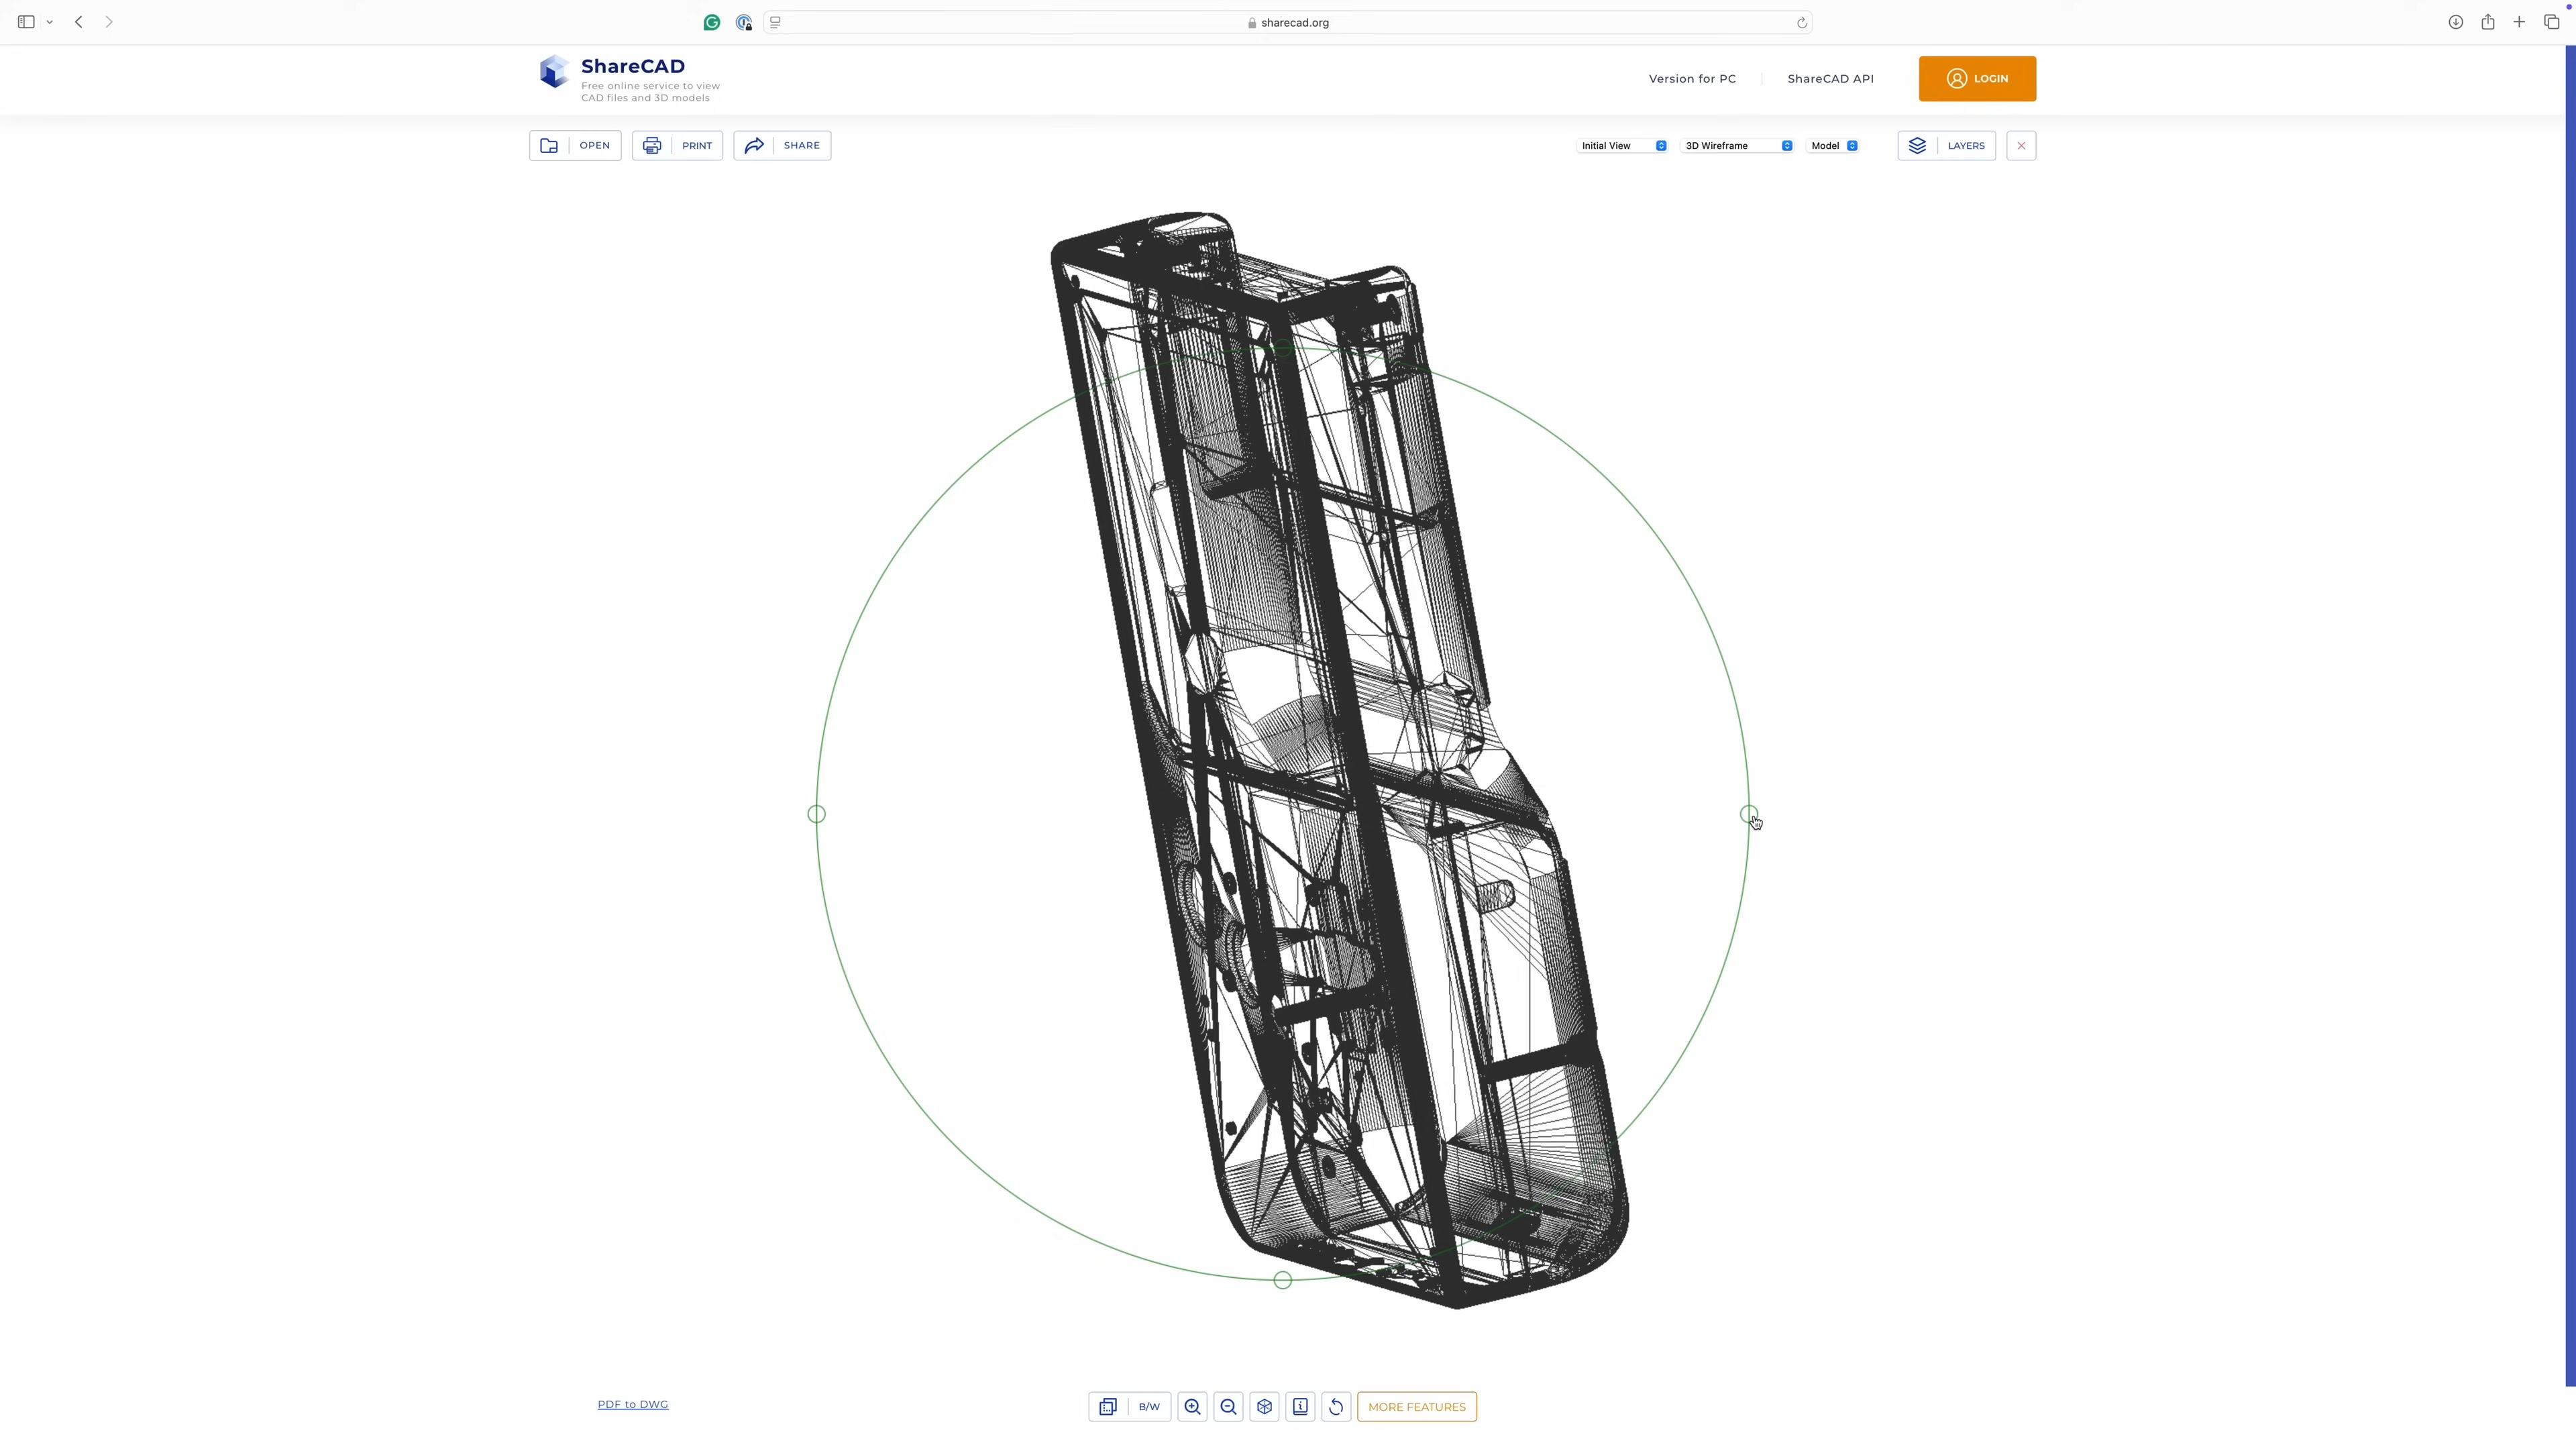 sharecad.org
ShareCAD
Free online service to view
CAD files and 3D models
Version for PC
ShareCAD API
LOGIN
OPEN
PRINT
SHARE
Initial View
3D Wireframe
Model
LAYERS
PDF to DWG
B/W
MORE FEATURES